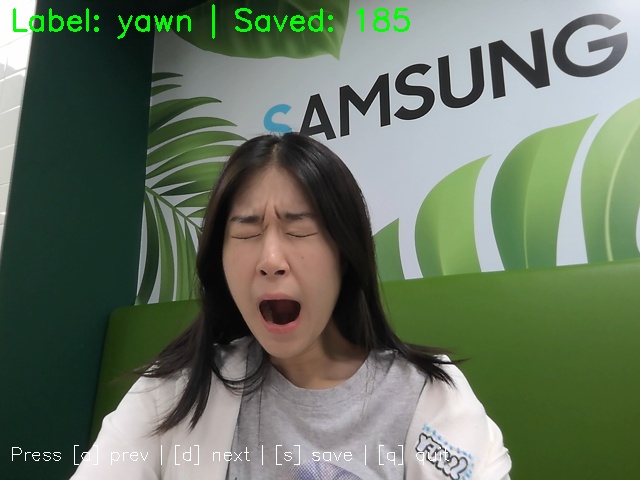 Label: yawn | Saved: 185
SAMSUNG
Press [a] prev | [d] next | [s] save | [q] quit